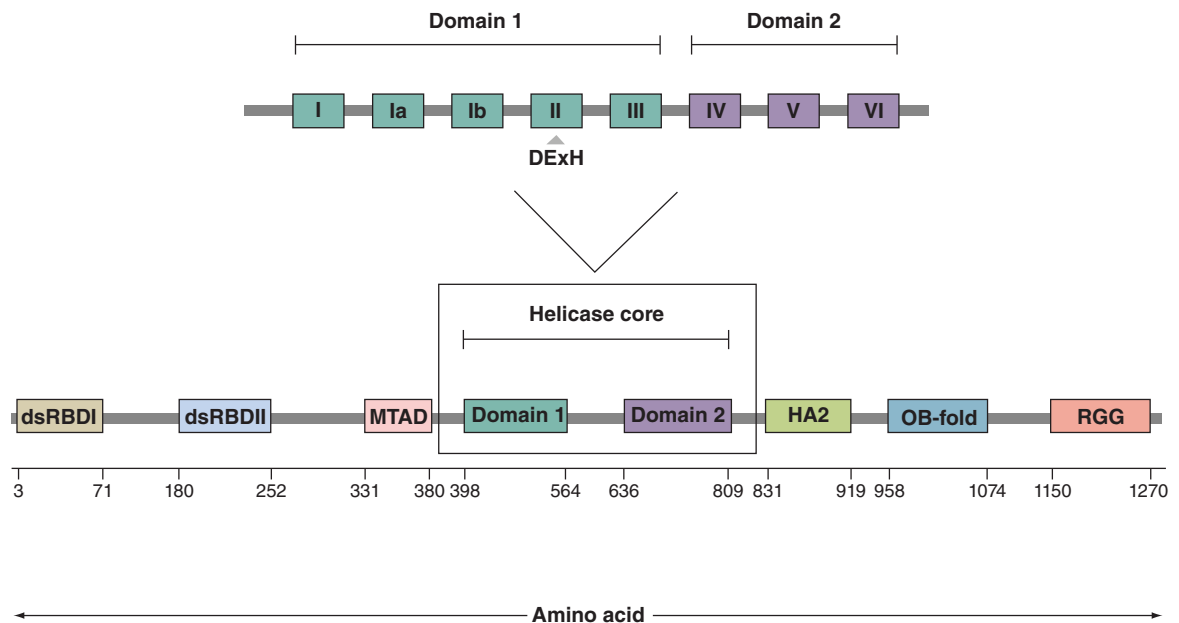 Domain 1 Domain 2
I Ia Ib II III IV V VI
DExH
Helicase core
dsRBDI dsRBDII MTAD Domain 1 Domain 2 HA2 OB-fold RGG
3 71 180 252 331 380 398 564 636 809 831 919 958 1074 1150 1270
Amino acid